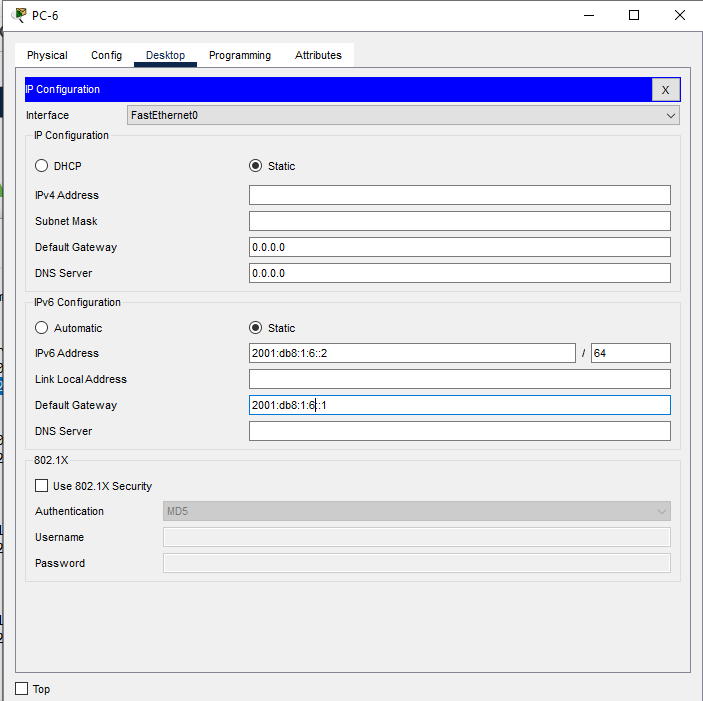 PC-6
Physical Config Desktop Programming Attributes
IP Configuration X
Interface FastEthernet0
IP Configuration
DHCP Static
IPv4 Address
Subnet Mask
Default Gateway 0.0.0.0
DNS Server 0.0.0.0
IPv6 Configuration
Automatic Static
IPv6 Address 2001:db8:1:6::2 / 64
Link Local Address
Default Gateway 2001:db8:1:6::1
DNS Server
802.1X
Use 802.1X Security
Authentication MD5
Username
Password
Top